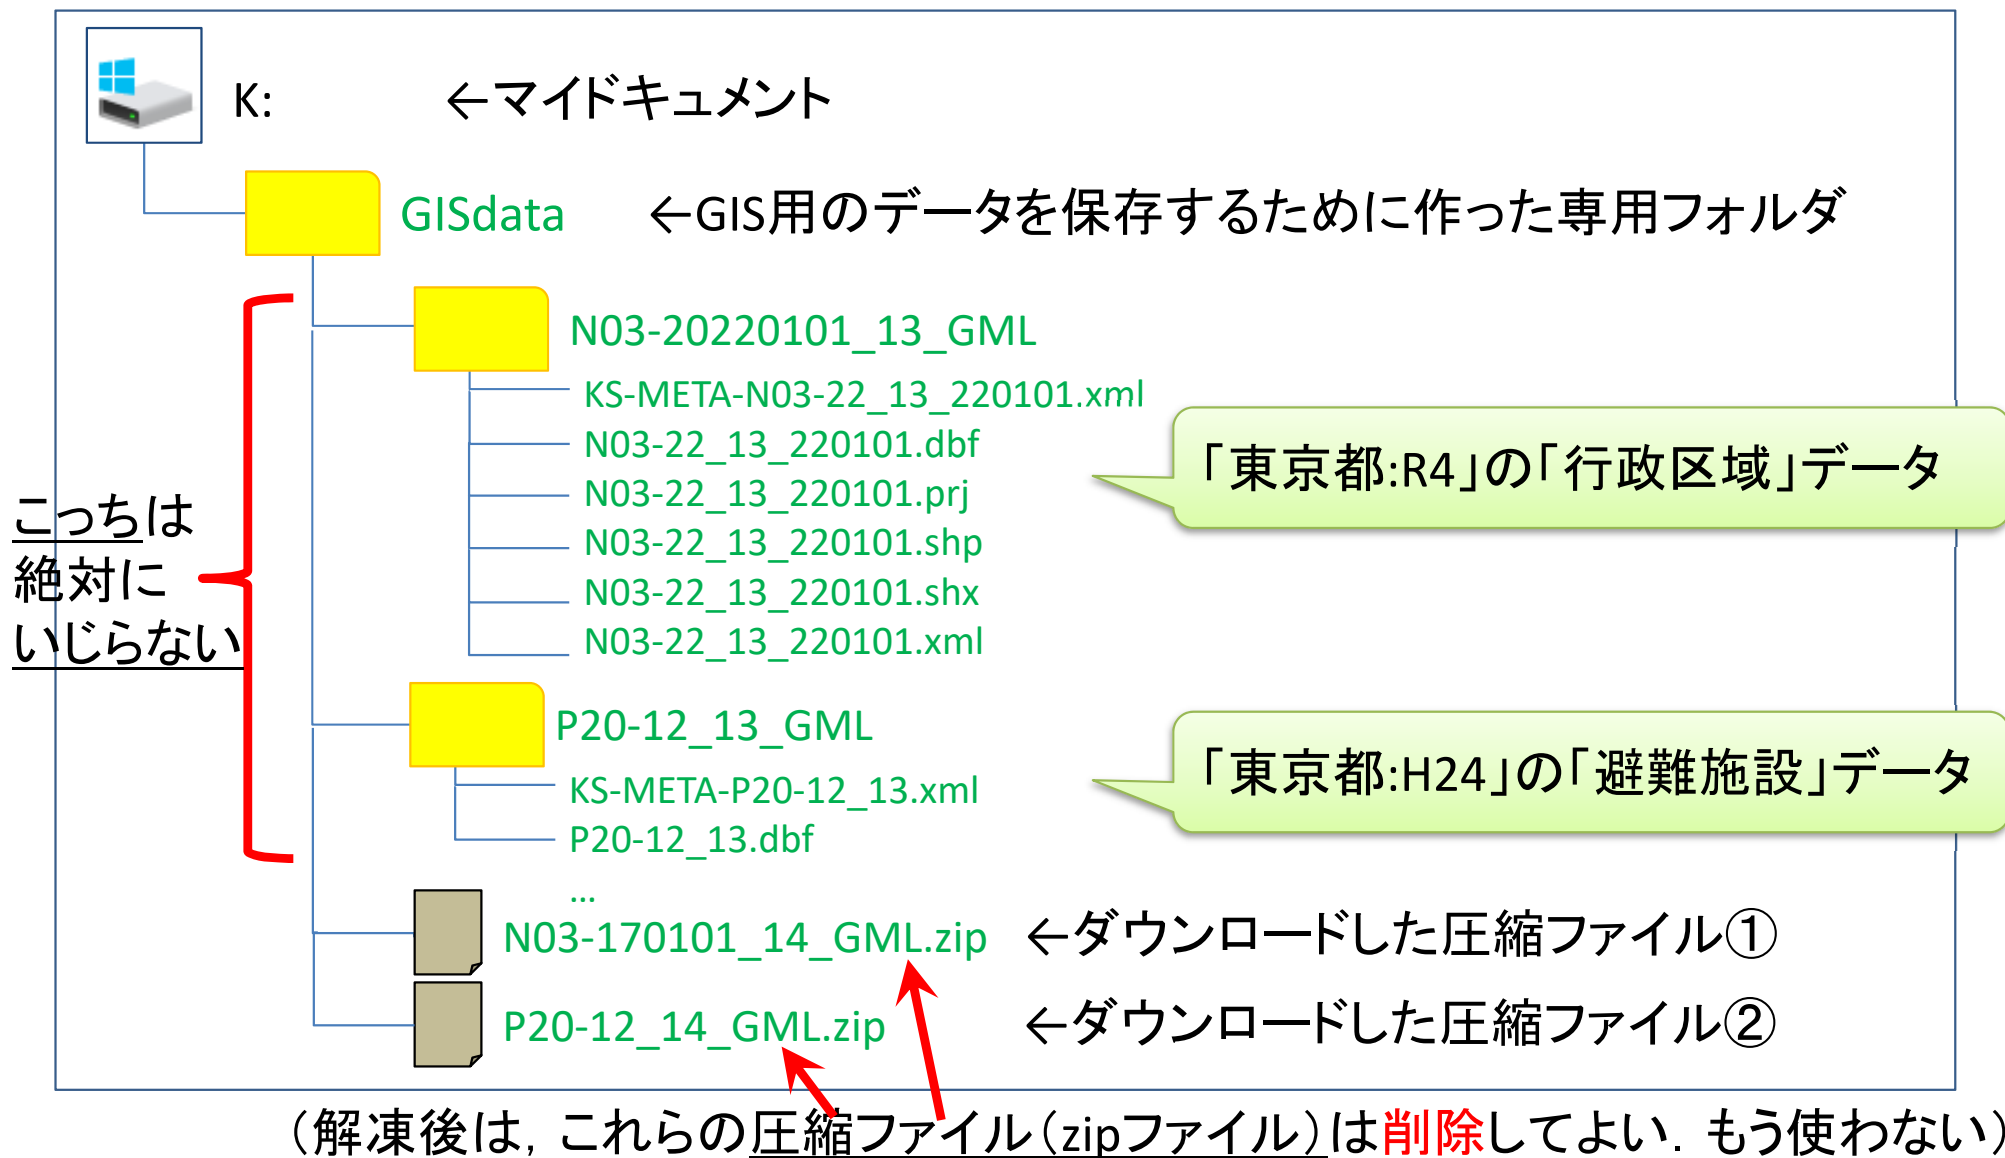 K: ←マイドキュメント
GISdata ←GIS用のデータを保存するために作った専用フォルダ
N03-20220101_13_GML
KS-META-N03-22_13_220101.xml
N03-22_13_220101.dbf
N03-22_13_220101.prj
N03-22_13_220101.shp
N03-22_13_220101.shx
N03-22_13_220101.xml
「東京都:R4」の「行政区域」データ
こっちは
絶対に
いじらない
P20-12_13_GML
KS-META-P20-12_13.xml
P20-12_13.dbf
…
「東京都:H24」の「避難施設」データ
N03-170101_14_GML.zip ←ダウンロードした圧縮ファイル①
P20-12_14_GML.zip ←ダウンロードした圧縮ファイル②
（解凍後は，これらの圧縮ファイル（zipファイル）は削除してよい．もう使わない）